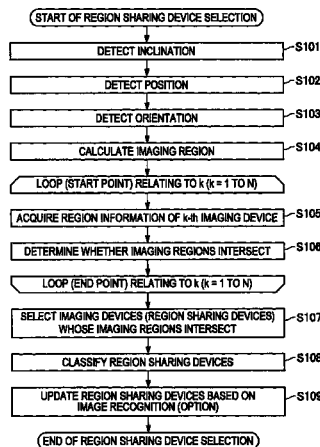 START OF REGION SHARING DEVICE SELECTION
DETECT INCLINATION
S101
DETECT POSITION
S102
DETECT ORIENTATION
S103
CALCULATE IMAGING REGION
S104
LOOP (START POINT) RELATING TO k (k = 1 TO N)
ACQUIRE REGION INFORMATION OF k-th IMAGING DEVICE
S105
DETERMINE WHETHER IMAGING REGIONS INTERSECT
S106
LOOP (END POINT) RELATING TO k (k = 1 TO N)
SELECT IMAGING DEVICES (REGION SHARING DEVICES)
WHOSE IMAGING REGIONS INTERSECT
S107
CLASSIFY REGION SHARING DEVICES
S108
UPDATE REGION SHARING DEVICES BASED ON
IMAGE RECOGNITION (OPTION)
S109
END OF REGION SHARING DEVICE SELECTION